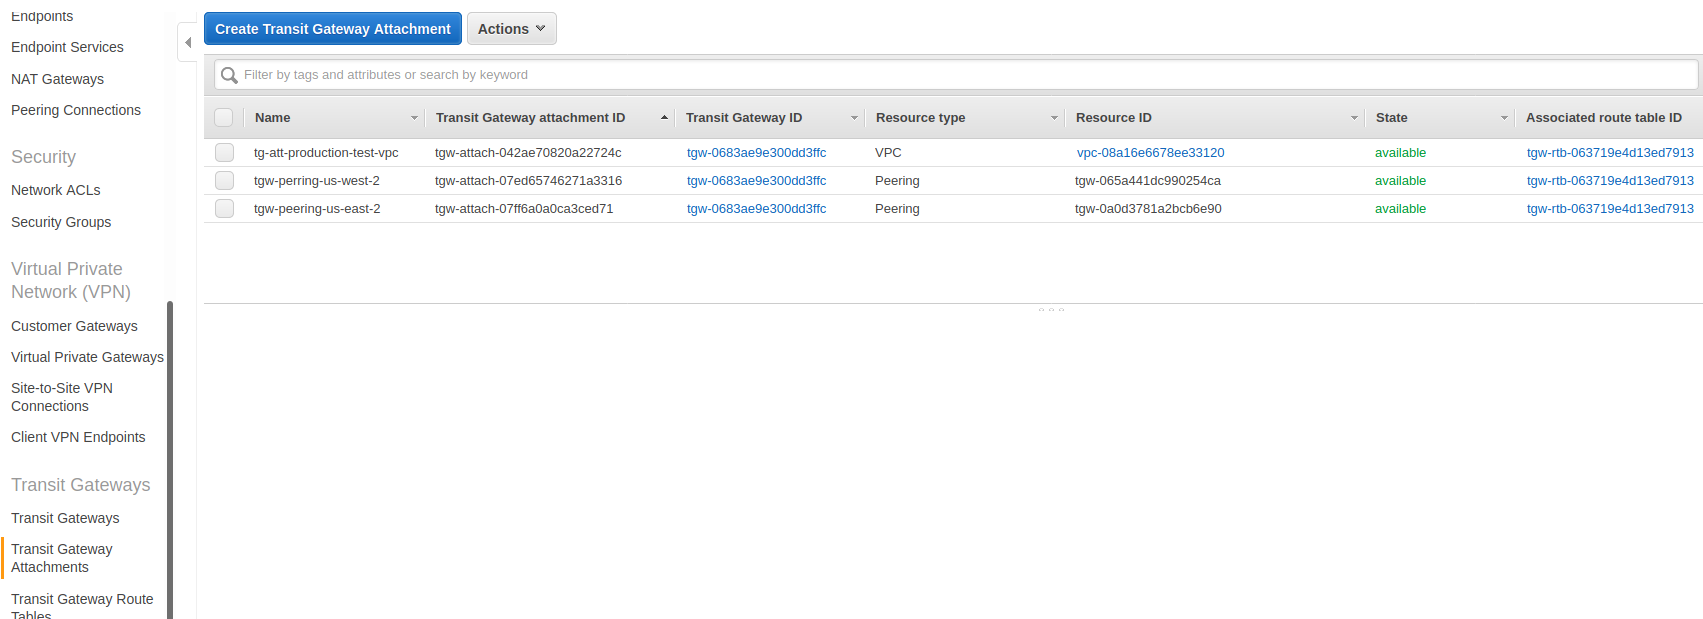 Endpoints
Endpoint Services
NAT Gateways
Peering Connections
Security
Network ACLs
Security Groups
Virtual Private
Network (VPN)
Customer Gateways
Virtual Private Gateways
Site-to-Site VPN
Connections
Client VPN Endpoints
Transit Gateways
Transit Gateways
Transit Gateway
Attachments
Transit Gateway Route
Tables
Create Transit Gateway Attachment Actions
Filter by tags and attributes or search by keyword
Name Transit Gateway attachment ID Transit Gateway ID Resource type Resource ID State Associated route table ID
tg-att-production-test-vpc tgw-attach-042ae70820a22724c tgw-0683ae9e300dd3ffc VPC vpc-08a16e6678ee33120 available tgw-rtb-063719e4d13ed7913
tgw-perring-us-west-2 tgw-attach-07ed65746271a3316 tgw-0683ae9e300dd3ffc Peering tgw-065a441dc990254ca available tgw-rtb-063719e4d13ed7913
tgw-peering-us-east-2 tgw-attach-07ff6a0a0ca3ced71 tgw-0683ae9e300dd3ffc Peering tgw-0a0d3781a2bcb6e90 available tgw-rtb-063719e4d13ed7913